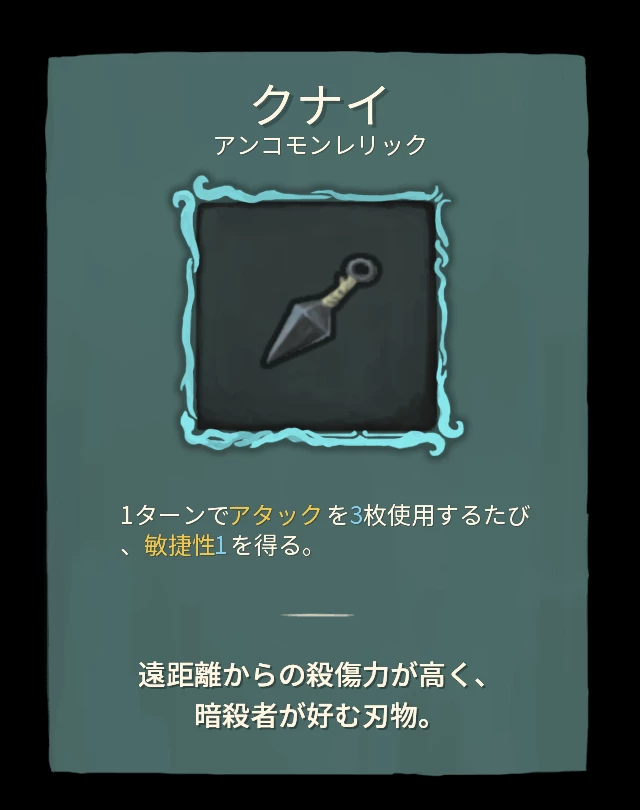 クナイ
アンコモンレリック
1ターンでアタックを3枚使用するたび
、敏捷性1を得る。
遠距離からの殺傷力が高く、
暗殺者が好む刃物。